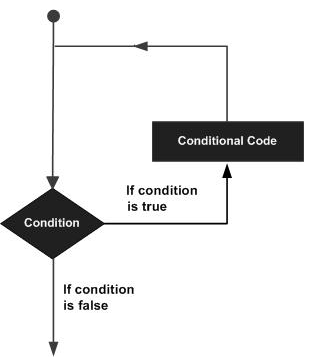 Conditional Code
If condition
is true
Condition
If condition
is false